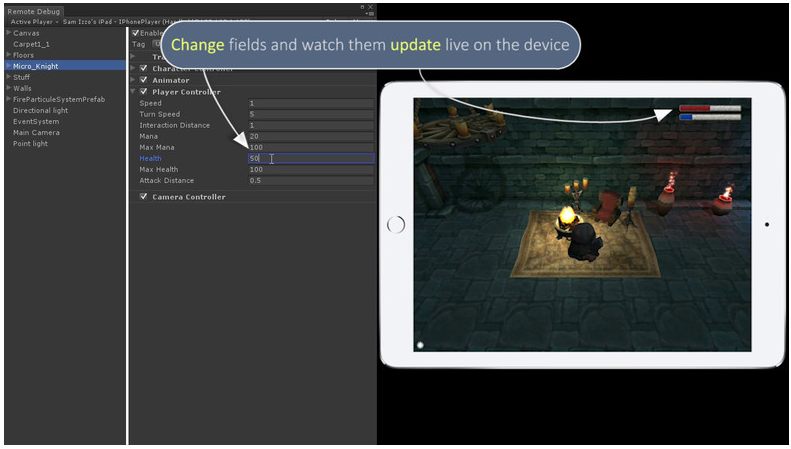 Remote Debug
Active Player - Sam Izzo's iPad - IPhonePlayer
Change fields and watch them update live on the device
Canvas
Carpet1_1
Floors
Micro_Knight
Stuff
Walls
FireParticuleSystemPrefab
Directional light
EventSystem
Main Camera
Point light
Enable
Tag
Character Controller
Animator
Player Controller
Speed 1
Turn Speed 5
Interaction Distance 1
Mana 20
Max Mana 100
Health 50
Max Health 100
Attack Distance 0.5
Camera Controller